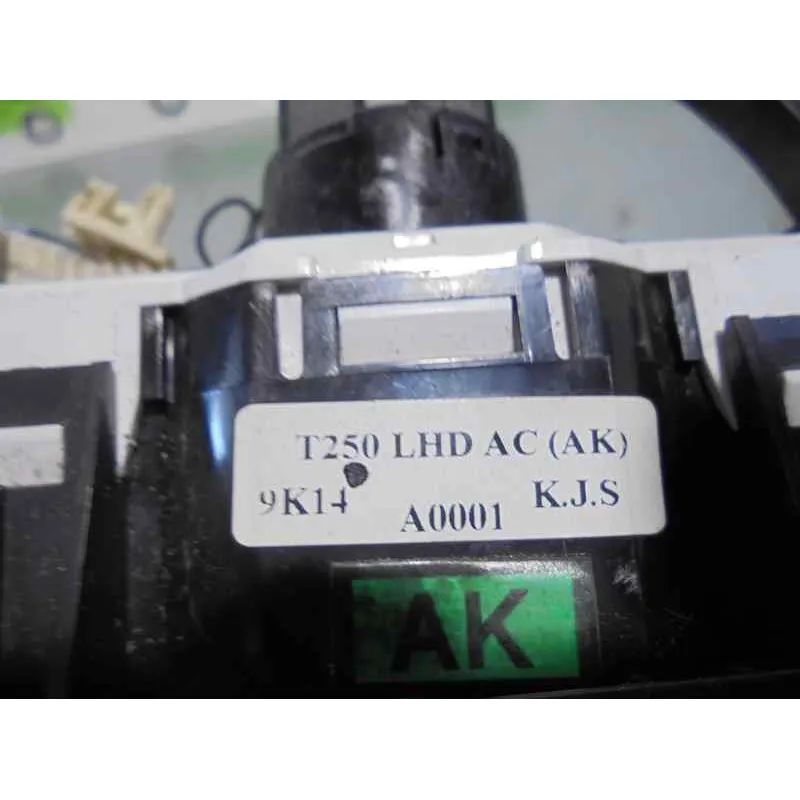 T250 LHD AC (AK)
9K14 A0001 K.J.S
AK